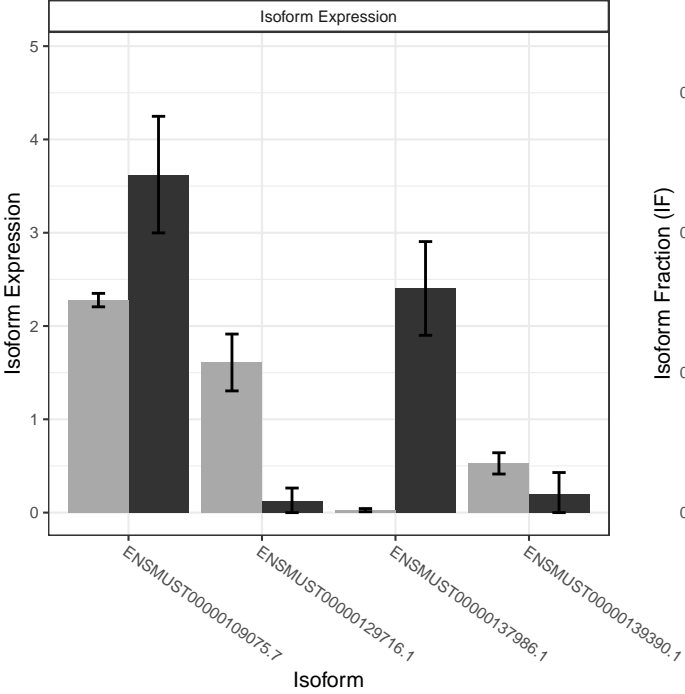 Isoform Expression
5
4
3
2
1
0
Isoform Expression
ENSMUST00000109075.7
ENSMUST00000129716.1
ENSMUST00000137986.1
ENSMUST00000139390.1
Isoform
Isoform Fraction (IF)